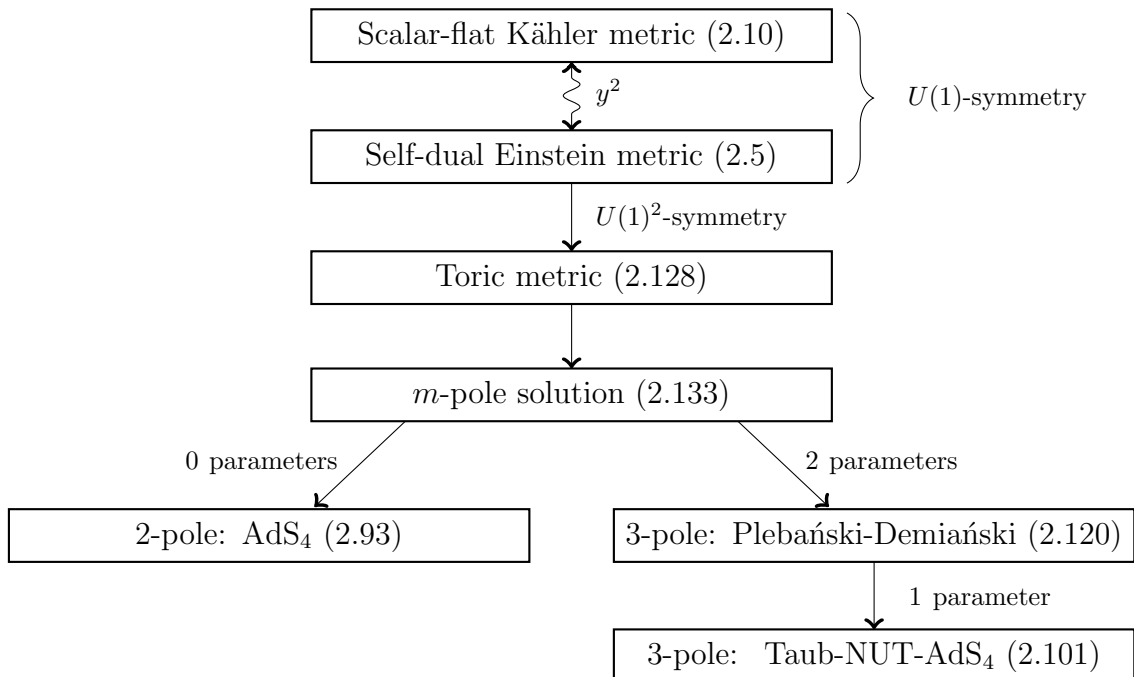 Scalar-flat Kähler metric (2.10)
y²
U(1)-symmetry
Self-dual Einstein metric (2.5)
U(1)²-symmetry
Toric metric (2.128)
m-pole solution (2.133)
0 parameters
2 parameters
2-pole: AdS₄ (2.93)
3-pole: Plebański-Demiański (2.120)
1 parameter
3-pole: Taub-NUT-AdS₄ (2.101)